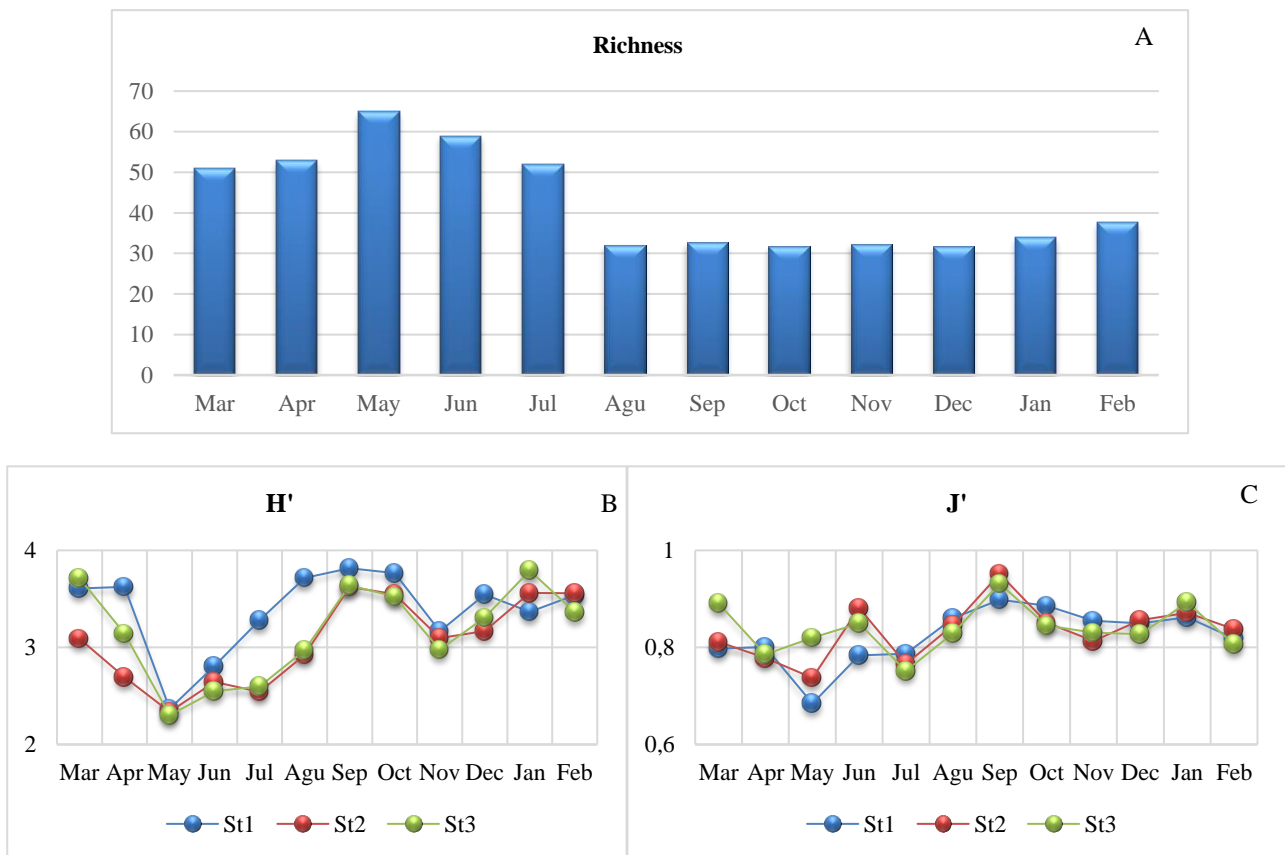 A
Richness
70
60
50
40
30
20
10
0
Mar Apr May Jun Jul Agu Sep Oct Nov Dec Jan Feb
H' B
4
3
2
Mar Apr May Jun Jul Agu Sep Oct Nov Dec Jan Feb
St1 St2 St3
J' C
1
0.8
0,6
Mar Apr May Jun Jul Agu Sep Oct Nov Dec Jan Feb
St1 St2 St3